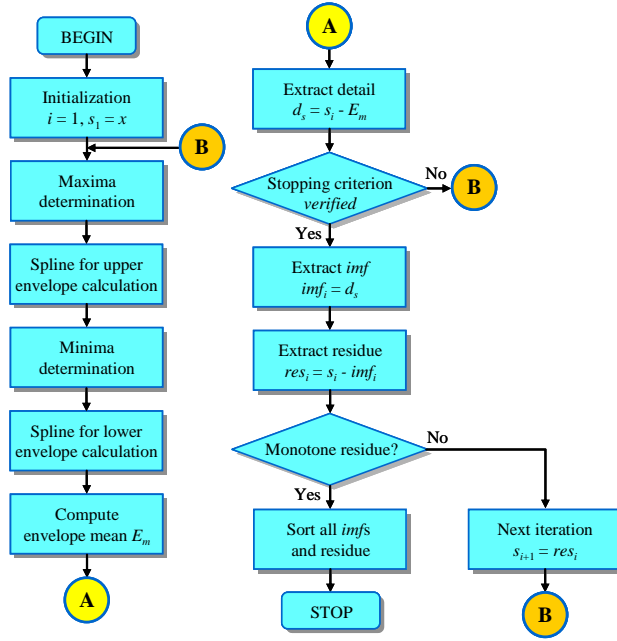 BEGIN
Initialization
i = 1, s₁ = x
B
Maxima
determination
Spline for upper
envelope calculation
Minima
determination
Spline for lower
envelope calculation
Compute
envelope mean Eₘ
A
A
Extract detail
dₛ = sᵢ - Eₘ
Stopping criterion
verified
No
B
Yes
Extract imf
imfᵢ = dₛ
Extract residue
resᵢ = sᵢ - imfᵢ
Monotone residue?
No
Yes
Sort all imfs
and residue
STOP
Next iteration
sᵢ₊₁ = resᵢ
B